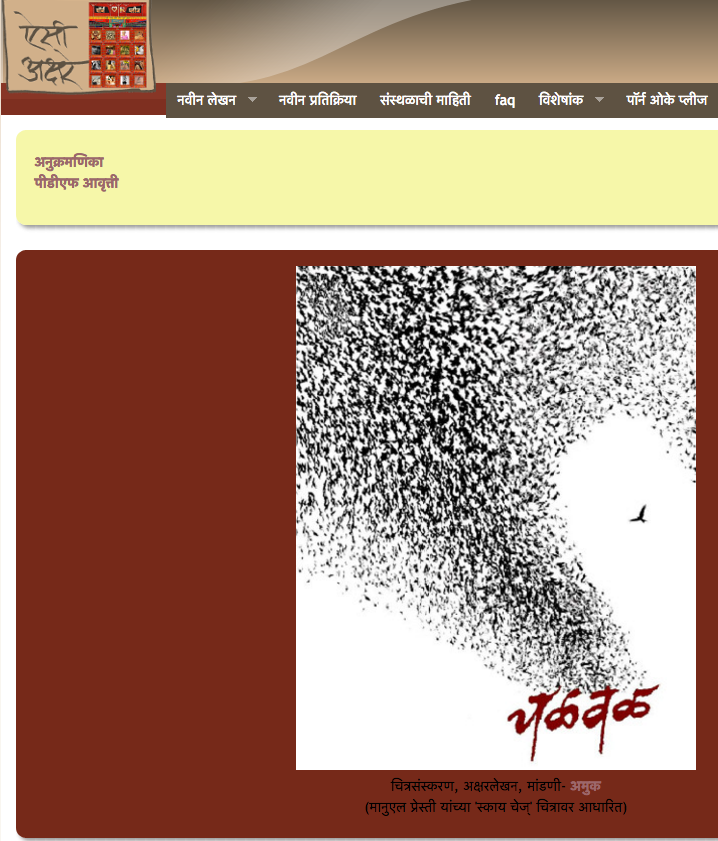 ऐसी
अक्षरे
नवीन लेखन
नवीन प्रतिक्रिया
संस्थळाची माहिती
faq
विशेषांक
पॉर्न ओके प्लीज
अनुक्रमणिका
पीडीएफ आवृत्ती
चळवळ
चित्रसंस्करण, अक्षरलेखन, मांडणी- अमुक
(मानुएल प्रेस्ती यांच्या 'स्काय चेज्' चित्रावर आधारित)